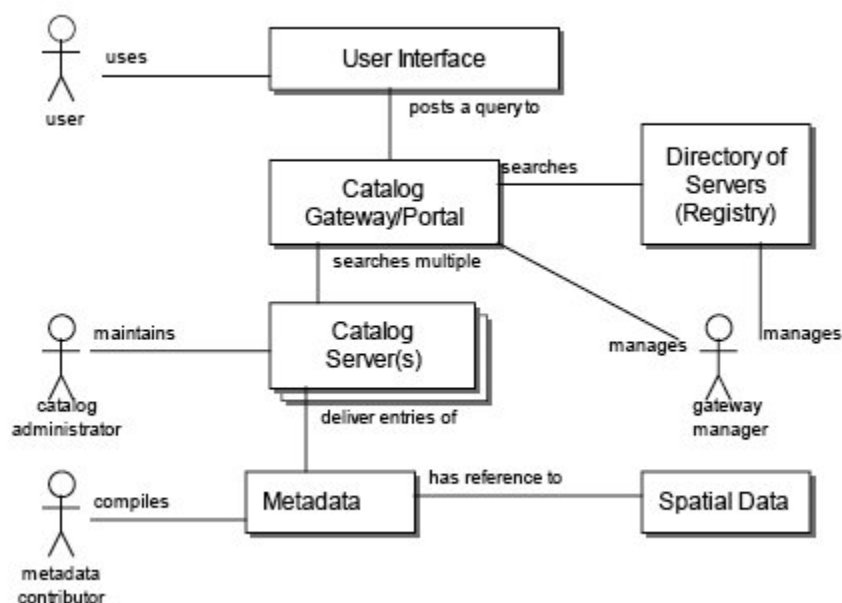 uses
User Interface
user
posts a query to
Catalog
Gateway/Portal
searches
Directory of
Servers
(Registry)
searches multiple
maintains
Catalog
Server(s)
manages
manages
catalog
administrator
deliver entries of
gateway
manager
compiles
Metadata
has reference to
Spatial Data
metadata
contributor